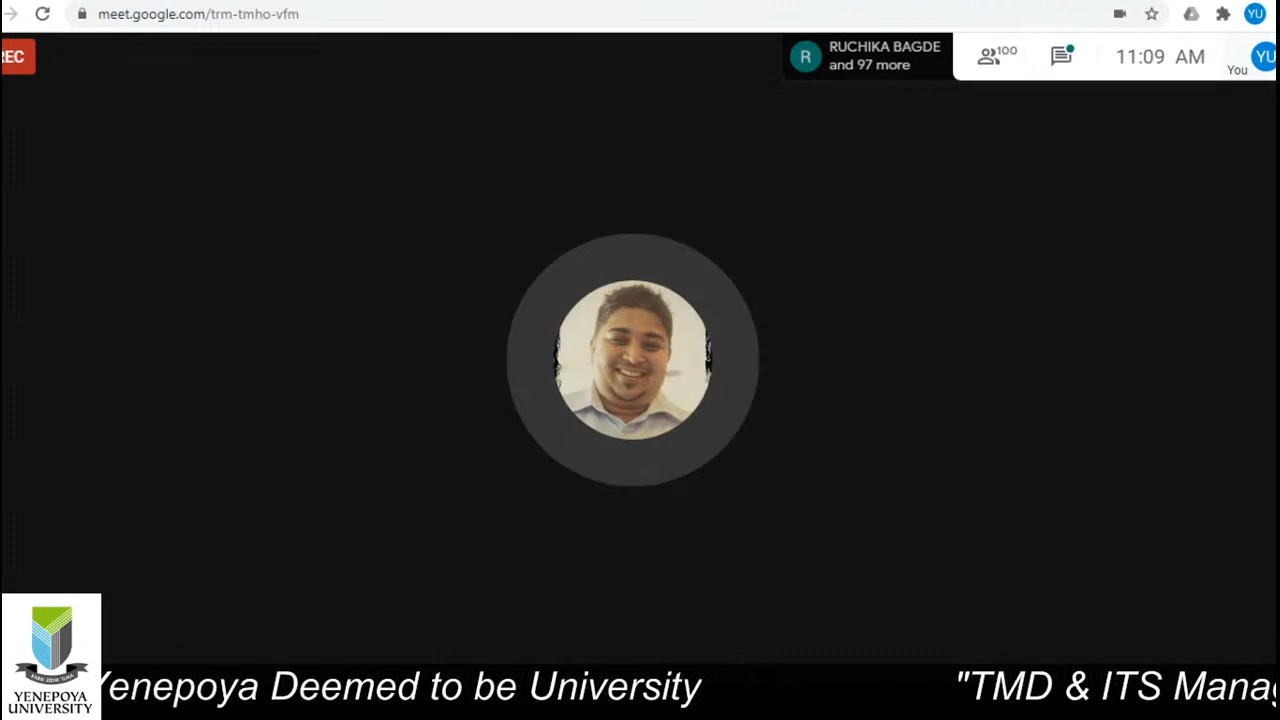 meet.google.com/trm-tmho-vfm
YU
REC
R
RUCHIKA BAGDE
and 97 more
100
11:09 AM
You
YU
YENEPOYA
UNIVERSITY
Yenepoya Deemed to be University
"TMD & ITS Manag